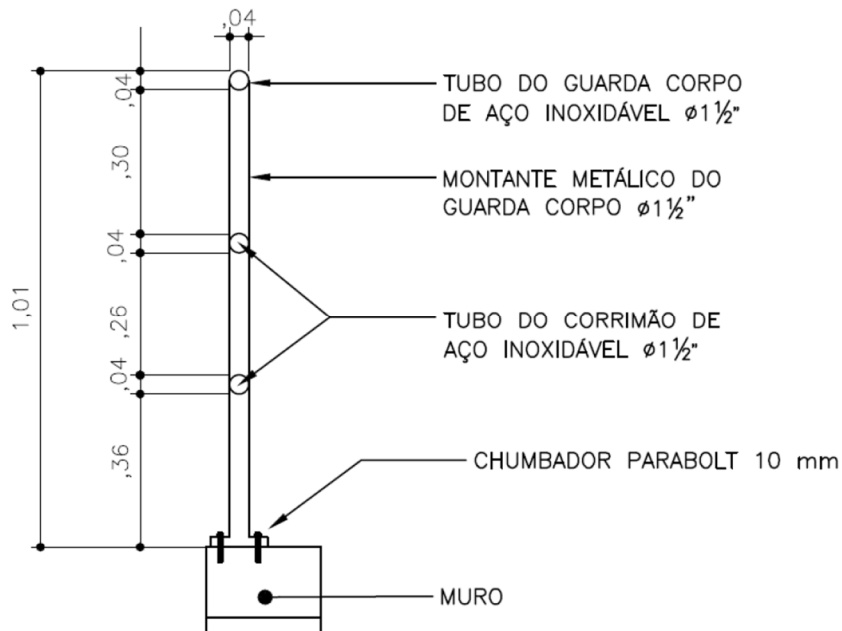 ,04
TUBO DO GUARDA CORPO
DE AÇO INOXIDÁVEL ø1½"
MONTANTE METÁLICO DO
GUARDA CORPO ø1½"
TUBO DO CORRIMÃO DE
AÇO INOXIDÁVEL ø1½"
CHUMBADOR PARABOLT 10 mm
MURO
,04
,30
,04
,26
,04
,36
1,01